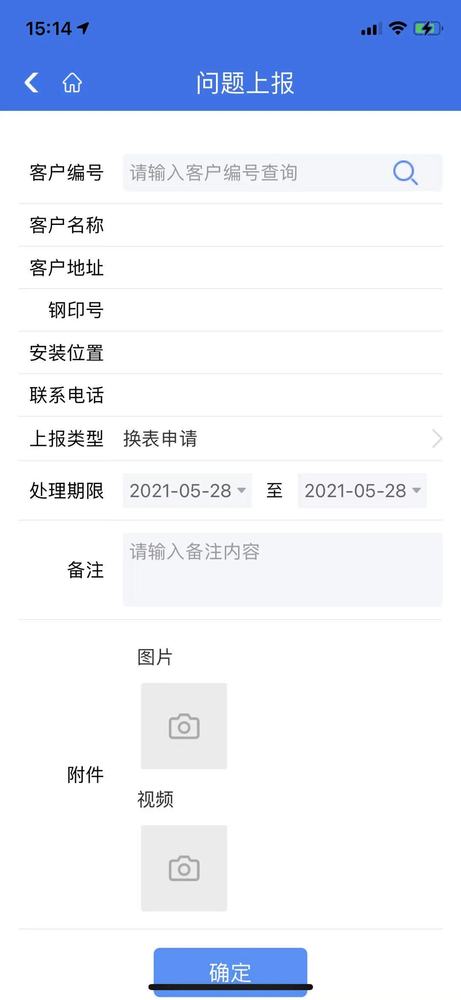 15:14
问题上报
客户编号 请输入客户编号查询
客户名称
客户地址
钢印号
安装位置
联系电话
上报类型 换表申请
处理期限 2021-05-28 至 2021-05-28
备注 请输入备注内容
图片
附件
视频
确定